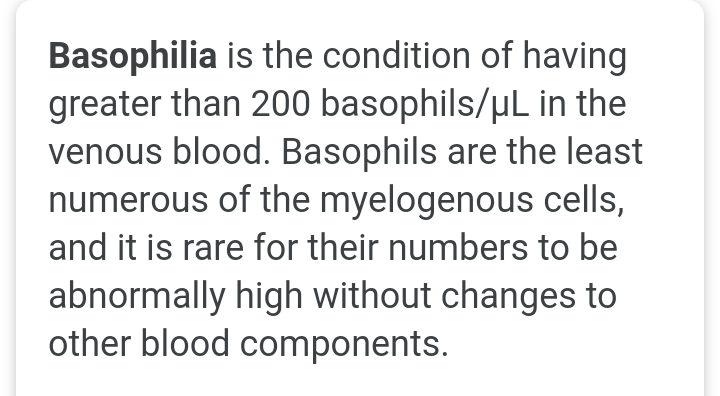 Basophilia is the condition of having
greater than 200 basophils/μL in the
venous blood. Basophils are the least
numerous of the myelogenous cells,
and it is rare for their numbers to be
abnormally high without changes to
other blood components.